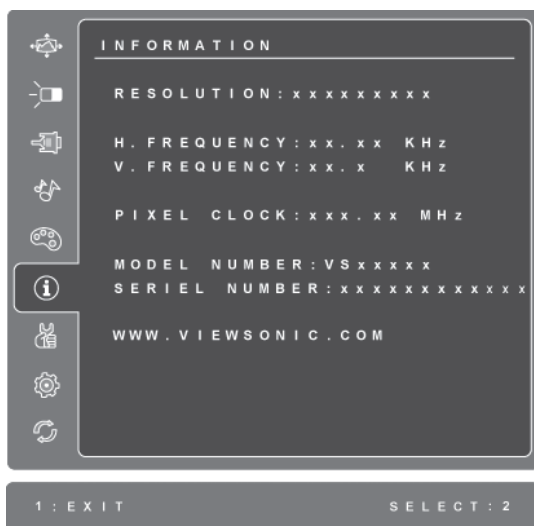 INFORMATION
RESOLUTION:xxxxxxxxx
H.FREQUENCY:xx.xx KHz
V.FREQUENCY:xx.x KHz
PIXEL CLOCK:xxx.xx MHz
MODEL NUMBER:VSxxxxx
SERIEL NUMBER:xxxxxxxxxxxx
WWW.VIEWSONIC.COM
1:EXIT SELECT:2